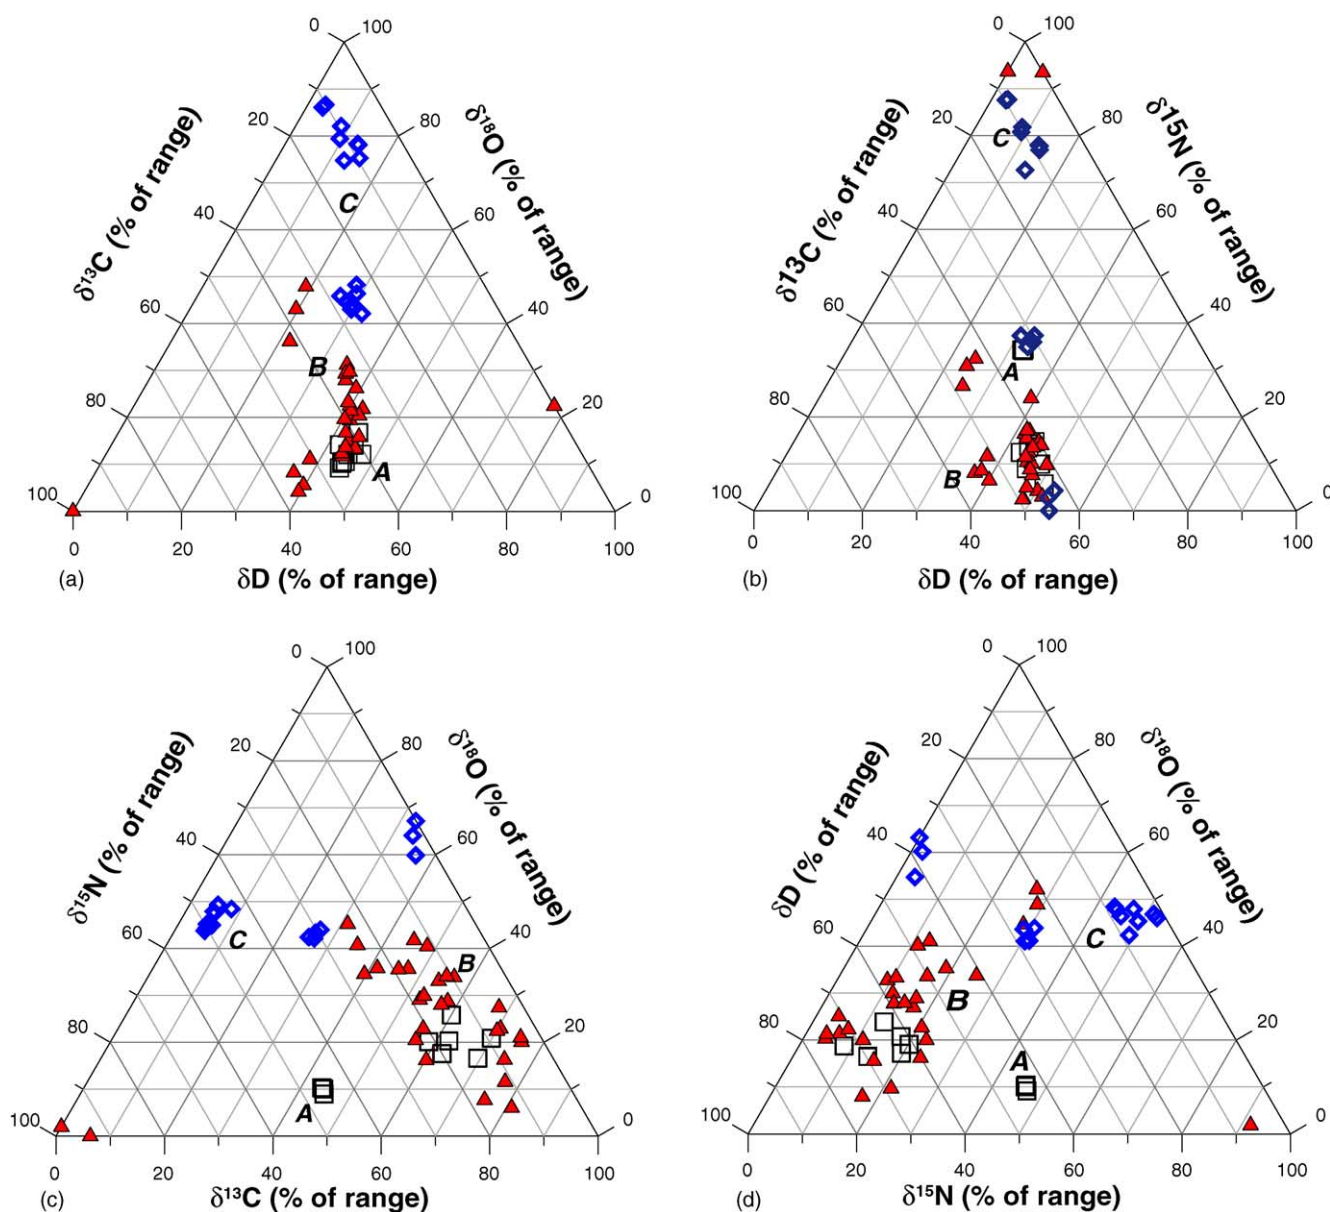 0 100
20 80
40 60
60 40
80 20
100 0
0 20 40 60 80 100
δ¹³C (% of range)
δ¹⁸O (% of range)
C
B
A
(a) δD (% of range)
0 100
20 80
40 60
60 40
80 20
100 0
0 20 40 60 80 100
δ13C (% of range)
δ15N (% of range)
C
A
B
(b) δD (% of range)
0 100
20 80
40 60
60 40
80 20
100 0
0 20 40 60 80 100
δ¹⁵N (% of range)
δ¹⁸O (% of range)
C
B
A
(c) δ¹³C (% of range)
0 100
20 80
40 60
60 40
80 20
100 0
0 20 40 60 80 100
δD (% of range)
δ¹⁸O (% of range)
C
B
A
(d) δ¹⁵N (% of range)